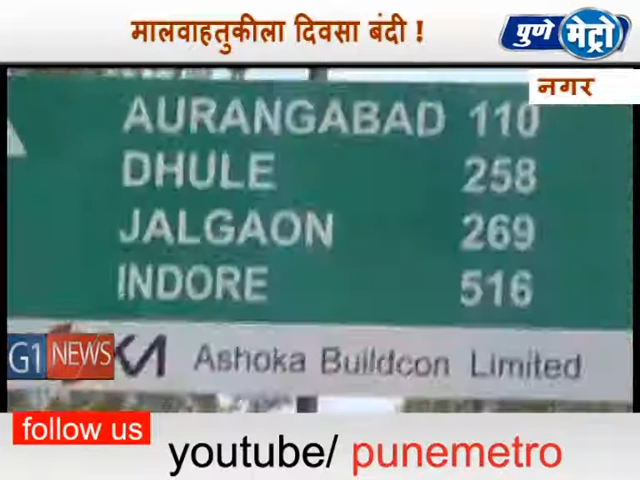 मालवाहतुकीला दिवसा बंदी !
पुणे मेट्रो
नगर
AURANGABAD 110
DHULE 258
JALGAON 269
INDORE 516
G1 NEWS
Ashoka Buildcon Limited
follow us
youtube/ punemetro